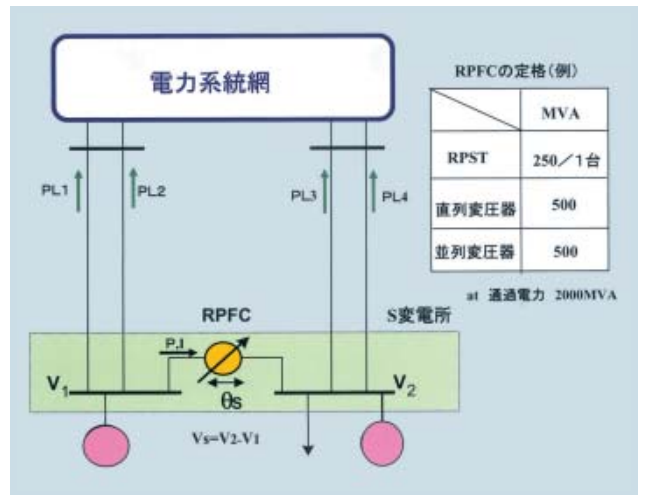 電力系統網
RPFCの定格(例)
MVA
RPST 250/1台
直列変圧器 500
並列変圧器 500
at 通過電力 2000MVA
PL1
PL2
PL3
PL4
RPFC
S変電所
P,I
V1
V2
θs
Vs=V2-V1